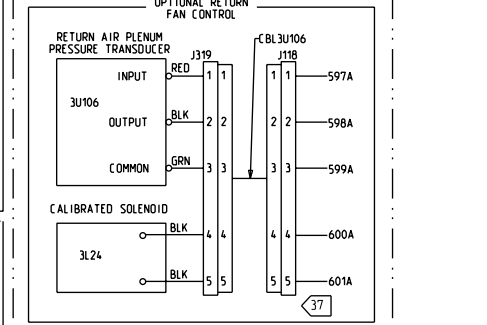 OPTIONAL RETURN
FAN CONTROL
RETURN AIR PLENUM
PRESSURE TRANSDUCER
J319
CBL3U106
J118
INPUT
RED
1 1
1 1
597A
3U106
OUTPUT
BLK
2 2
2 2
598A
COMMON
GRN
3 3
3 3
599A
CALIBRATED SOLENOID
BLK
4 4
4 4
600A
3L24
BLK
5 5
5 5
601A
37